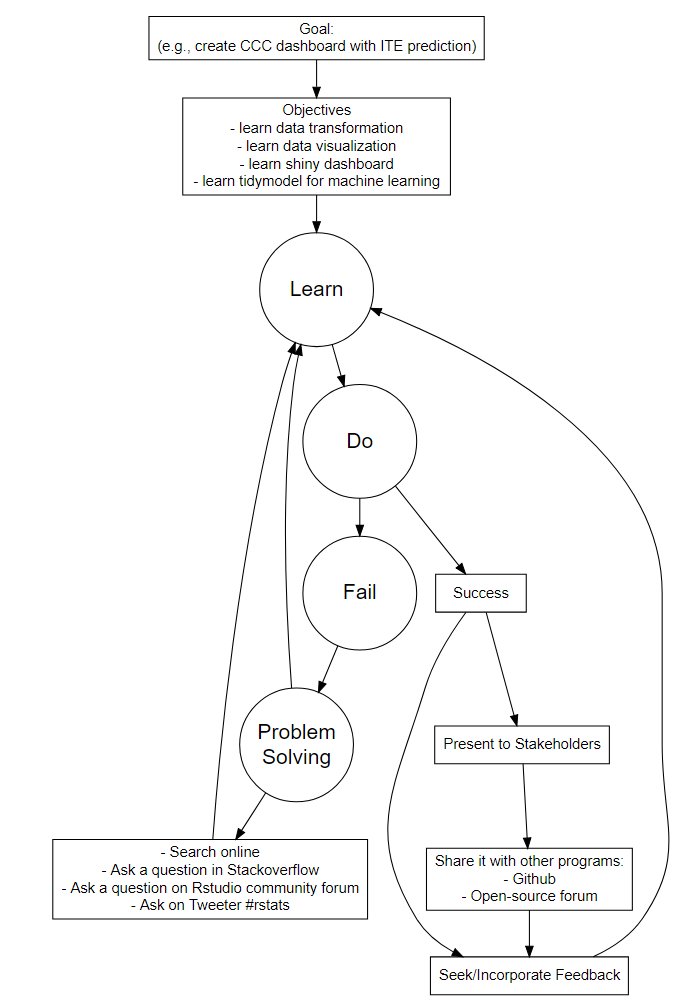 Goal:
(e.g., create CCC dashboard with ITE prediction)
Objectives
- learn data transformation
- learn data visualization
- learn shiny dashboard
- learn tidymodel for machine learning
Learn
Do
Fail
Success
Problem
Solving
Present to Stakeholders
- Search online
- Ask a question in Stackoverflow
- Ask a question on Rstudio community forum
- Ask on Tweeter #rstats
Share it with other programs:
- Github
- Open-source forum
Seek/Incorporate Feedback